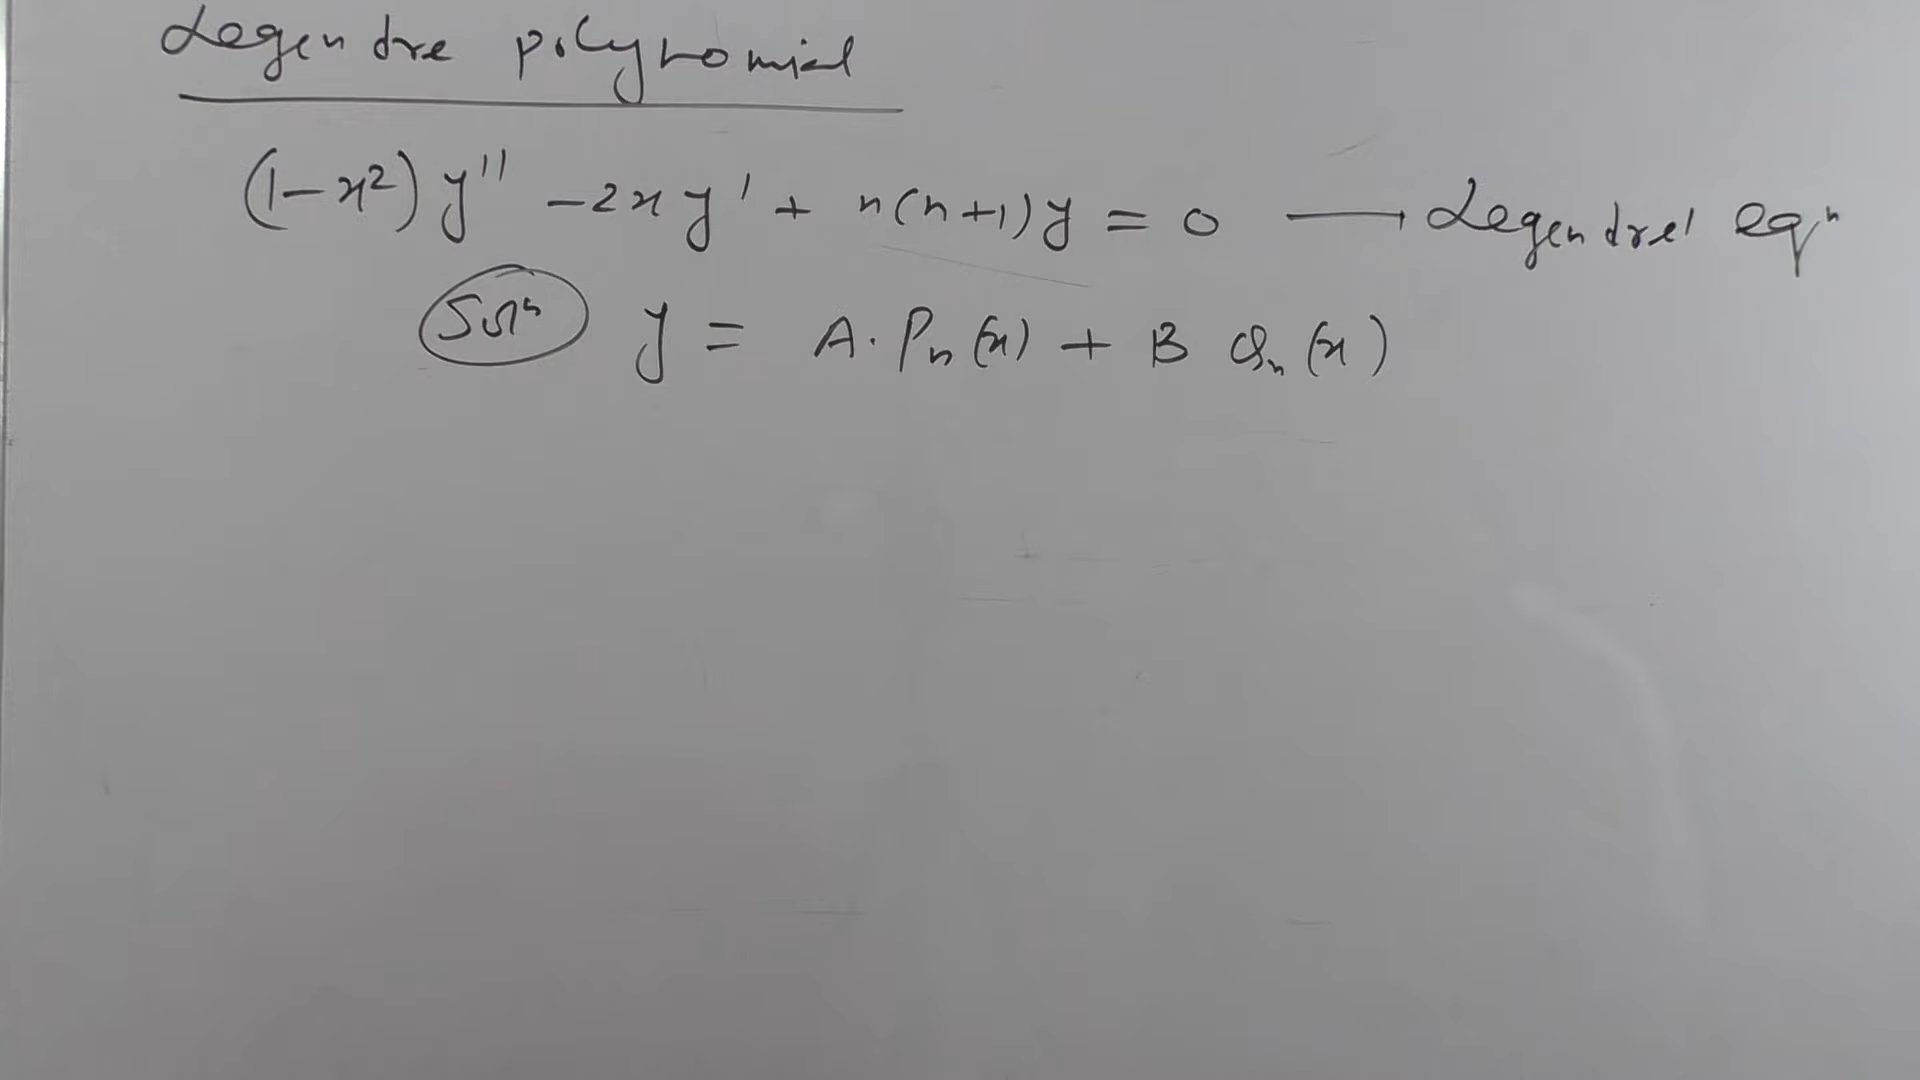 Legendre polynomial
(1-x²) y'' - 2x y' + n(n+1)y = 0 → Legendre' eqⁿ
Solⁿ y = A. Pₙ(x) + B Qₙ(x)